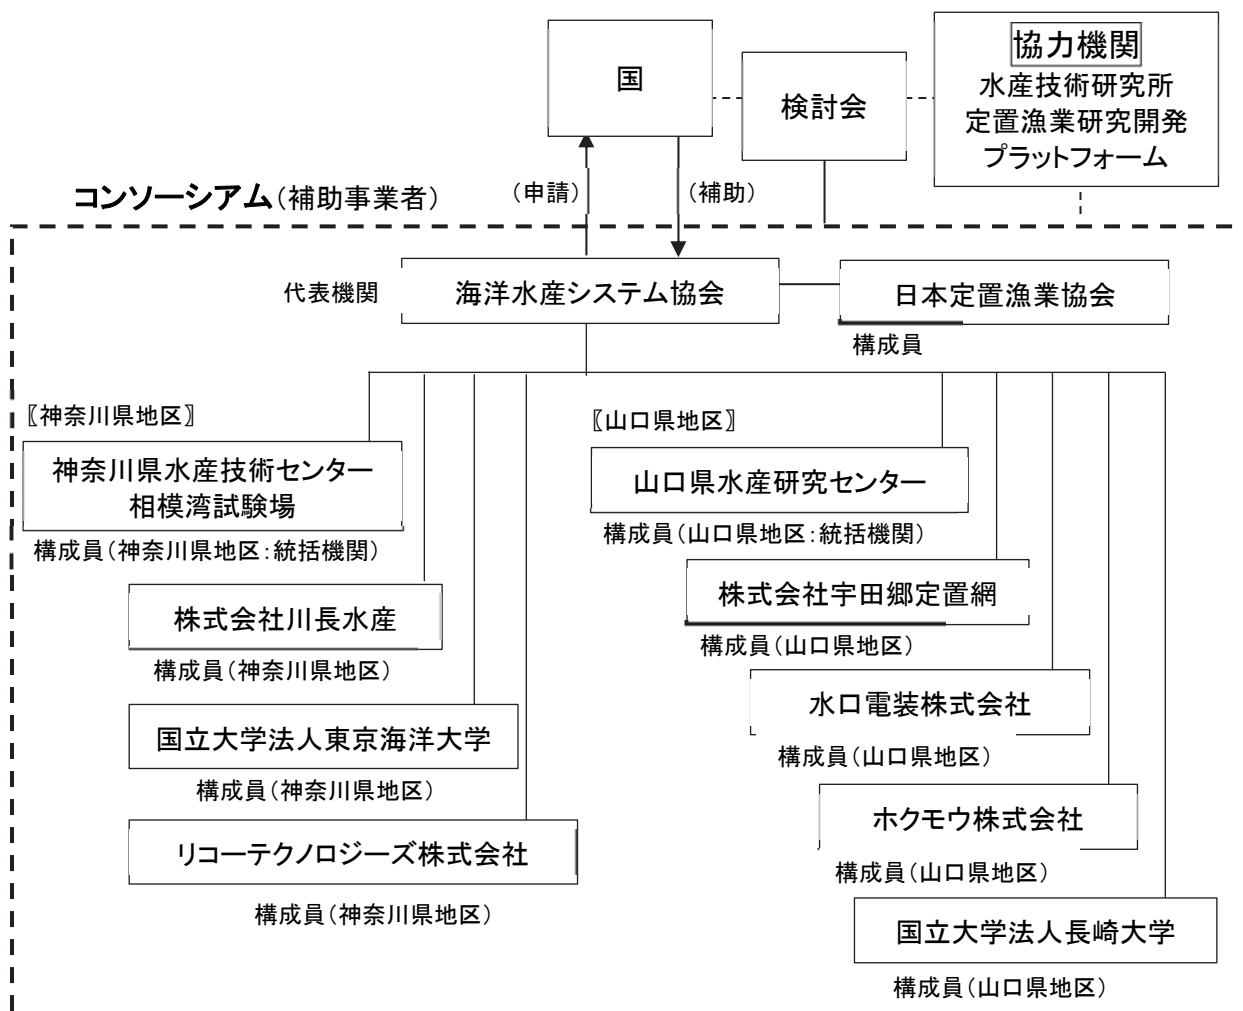 国
検討会
協力機関
水産技術研究所
定置漁業研究開発
プラットフォーム
コンソーシアム(補助事業者)
(申請)
(補助)
代表機関
海洋水産システム協会
日本定置漁業協会
構成員
〖神奈川県地区〗
神奈川県水産技術センター
相模湾試験場
構成員(神奈川県地区:統括機関)
株式会社川長水産
構成員(神奈川県地区)
国立大学法人東京海洋大学
構成員(神奈川県地区)
リコーテクノロジーズ株式会社
構成員(神奈川県地区)
〖山口県地区〗
山口県水産研究センター
構成員(山口県地区:統括機関)
株式会社宇田郷定置網
構成員(山口県地区)
水口電装株式会社
構成員(山口県地区)
ホクモウ株式会社
構成員(山口県地区)
国立大学法人長崎大学
構成員(山口県地区)